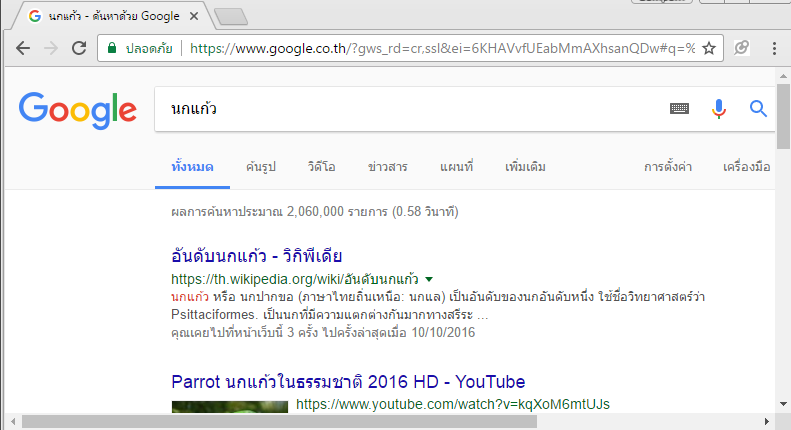 นกแก้ว - ค้นหาด้วย Google
ปลอดภัย https://www.google.co.th/?gws_rd=cr,ssl&ei=6KHAVvfUEabMmAXhsanQDw#q=%
Google นกแก้ว
ทั้งหมด ค้นรูป วิดีโอ ข่าวสาร แผนที่ เพิ่มเติม การตั้งค่า เครื่องมือ
ผลการค้นหาประมาณ 2,060,000 รายการ (0.58 วินาที)
อันดับนกแก้ว - วิกิพีเดีย
https://th.wikipedia.org/wiki/อันดับนกแก้ว
นกแก้ว หรือ นกปากขอ (ภาษาไทยถิ่นเหนือ: นกแล) เป็นอันดับของนกอันดับหนึ่ง ใช้ชื่อวิทยาศาสตร์ว่า
Psittaciformes. เป็นนกที่มีความแตกต่างกันมากทางสรีระ ...
คุณเคยไปที่หน้าเว็บนี้ 3 ครั้ง ไปครั้งล่าสุดเมื่อ 10/10/2016
Parrot นกแก้วในธรรมชาติ 2016 HD - YouTube
https://www.youtube.com/watch?v=kqXoM6mtUJs